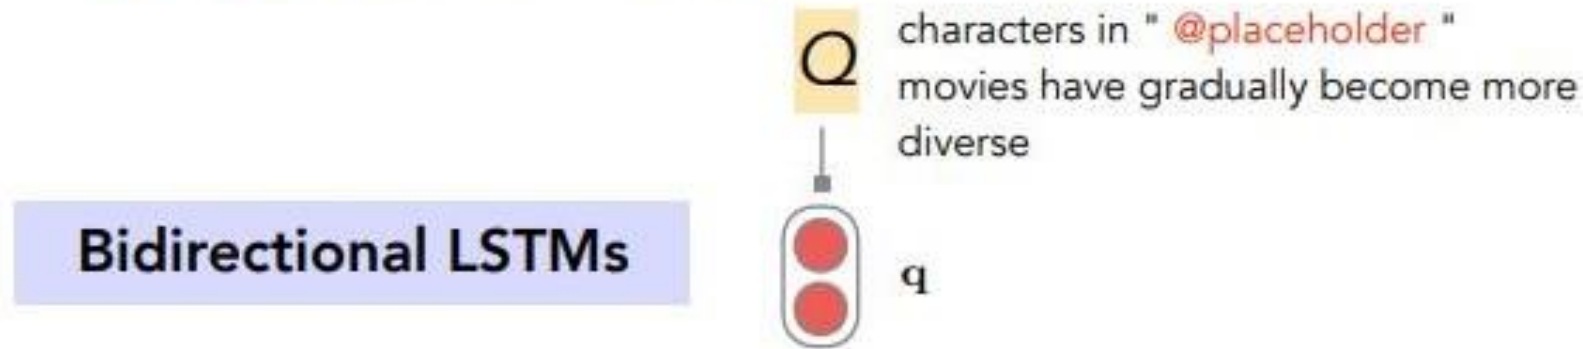 Q
characters in " @placeholder "
movies have gradually become more
diverse
Bidirectional LSTMs
q